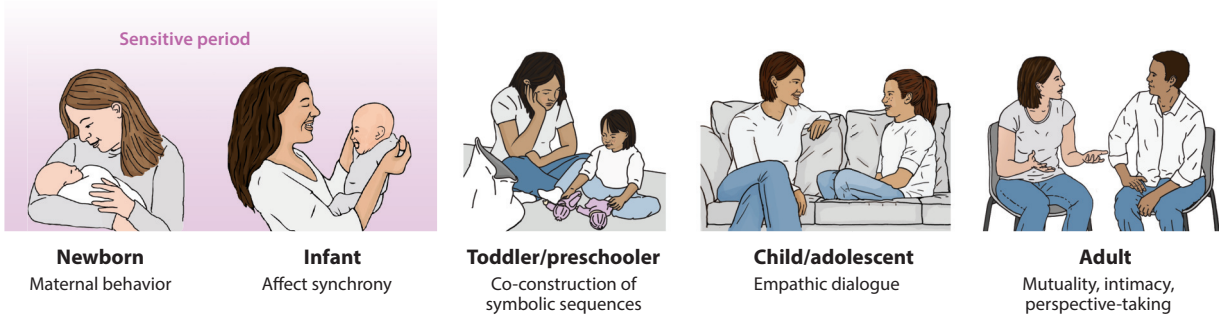 Sensitive period
Newborn
Maternal behavior
Infant
Affect synchrony
Toddler/preschooler
Co-construction of
symbolic sequences
Child/adolescent
Empathic dialogue
Adult
Mutuality, intimacy,
perspective-taking